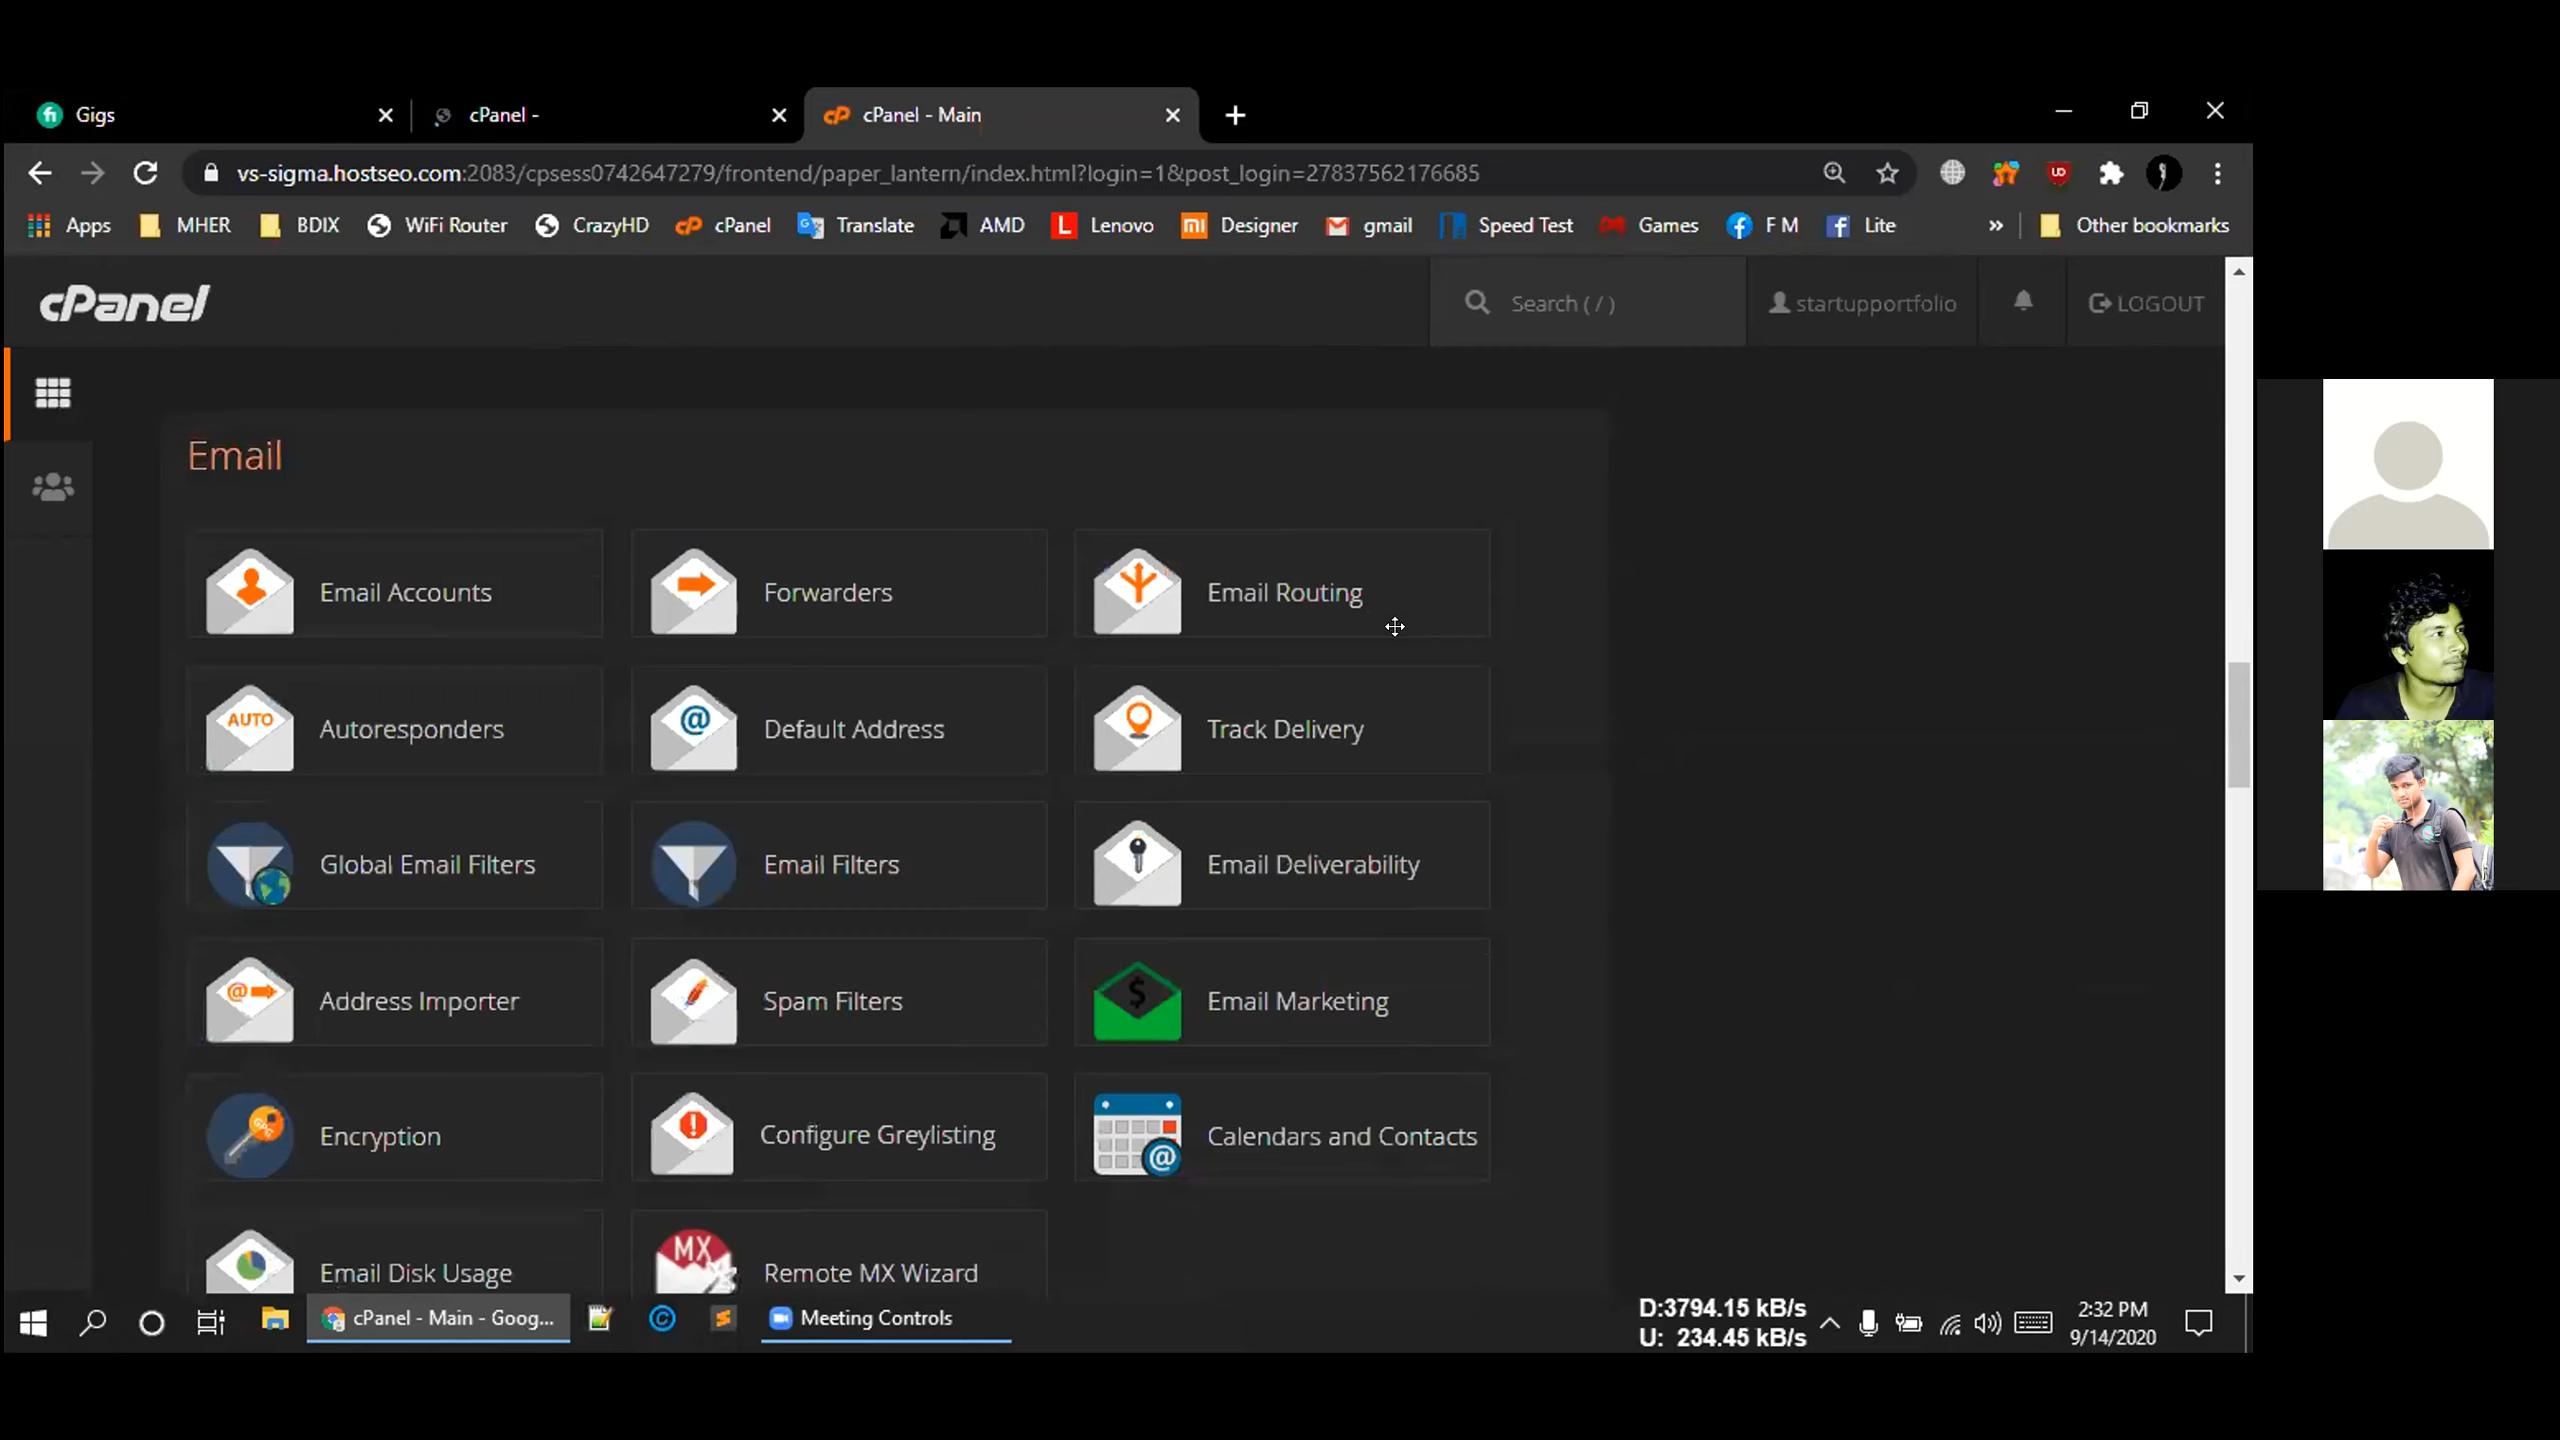 Gigs
cPanel -
cPanel - Main
vs-sigma.hostseo.com:2083/cpsess0742647279/frontend/paper_lantern/index.html?login=1&post_login=27837562176685
Apps MHER BDIX WiFi Router CrazyHD cPanel Translate AMD Lenovo Designer gmail Speed Test Games F M Lite » Other bookmarks
cPanel
Search ( / )
startupportfolio
LOGOUT
Email
Email Accounts
Forwarders
Email Routing
AUTO
Autoresponders
@
Default Address
Track Delivery
Global Email Filters
Email Filters
Email Deliverability
@
Address Importer
Spam Filters
$
Email Marketing
GPG
Encryption
!
Configure Greylisting
@
Calendars and Contacts
Email Disk Usage
MX
Remote MX Wizard
cPanel - Main - Goog...
Meeting Controls
D:3794.15 kB/s
U: 234.45 kB/s
2:32 PM
9/14/2020